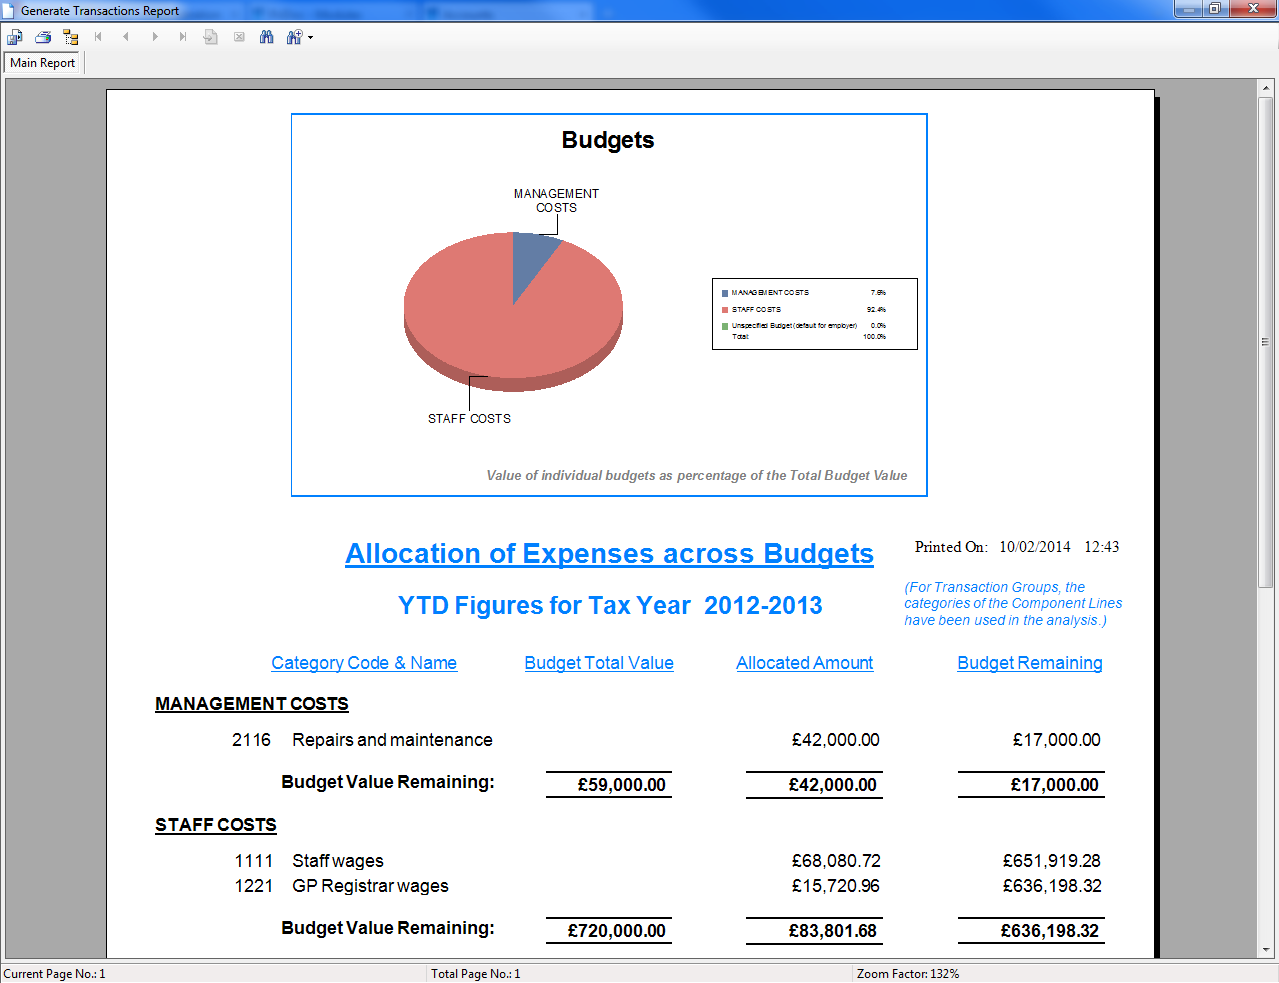 Generate Transactions Report
Main Report
Budgets
MANAGEMENT
COSTS
MANAGEMENT COSTS 7.6%
STAFF COSTS 92.4%
Unspecified Budget (default for employer) 0.0%
Total: 100.0%
STAFF COSTS
Value of individual budgets as percentage of the Total Budget Value
Allocation of Expenses across Budgets
Printed On: 10/02/2014 12:43
YTD Figures for Tax Year 2012-2013
(For Transaction Groups, the
categories of the Component Lines
have been used in the analysis.)
Category Code & Name Budget Total Value Allocated Amount Budget Remaining
MANAGEMENT COSTS
2116 Repairs and maintenance £42,000.00 £17,000.00
Budget Value Remaining: £59,000.00 £42,000.00 £17,000.00
STAFF COSTS
1111 Staff wages £68,080.72 £651,919.28
1221 GP Registrar wages £15,720.96 £636,198.32
Budget Value Remaining: £720,000.00 £83,801.68 £636,198.32
Current Page No.: 1 Total Page No.: 1 Zoom Factor: 132%